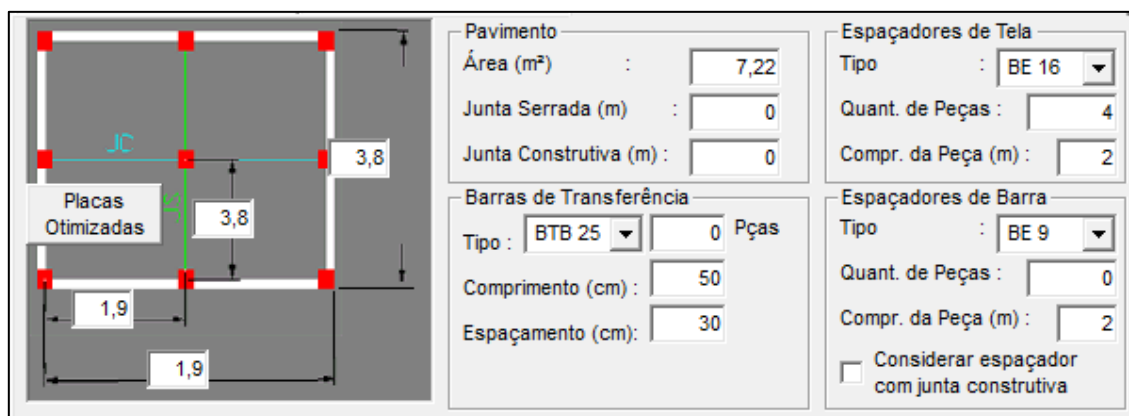 JC
JS
3,8
3,8
Placas
Otimizadas
1,9
1,9
Pavimento
Área (m²) : 7,22
Junta Serrada (m) : 0
Junta Construtiva (m) : 0
Barras de Transferência
Tipo : BTB 25 0 Pças
Comprimento (cm) : 50
Espaçamento (cm): 30
Espaçadores de Tela
Tipo : BE 16
Quant. de Peças : 4
Compr. da Peça (m) : 2
Espaçadores de Barra
Tipo : BE 9
Quant. de Peças : 0
Compr. da Peça (m) : 2
Considerar espaçador
com junta construtiva